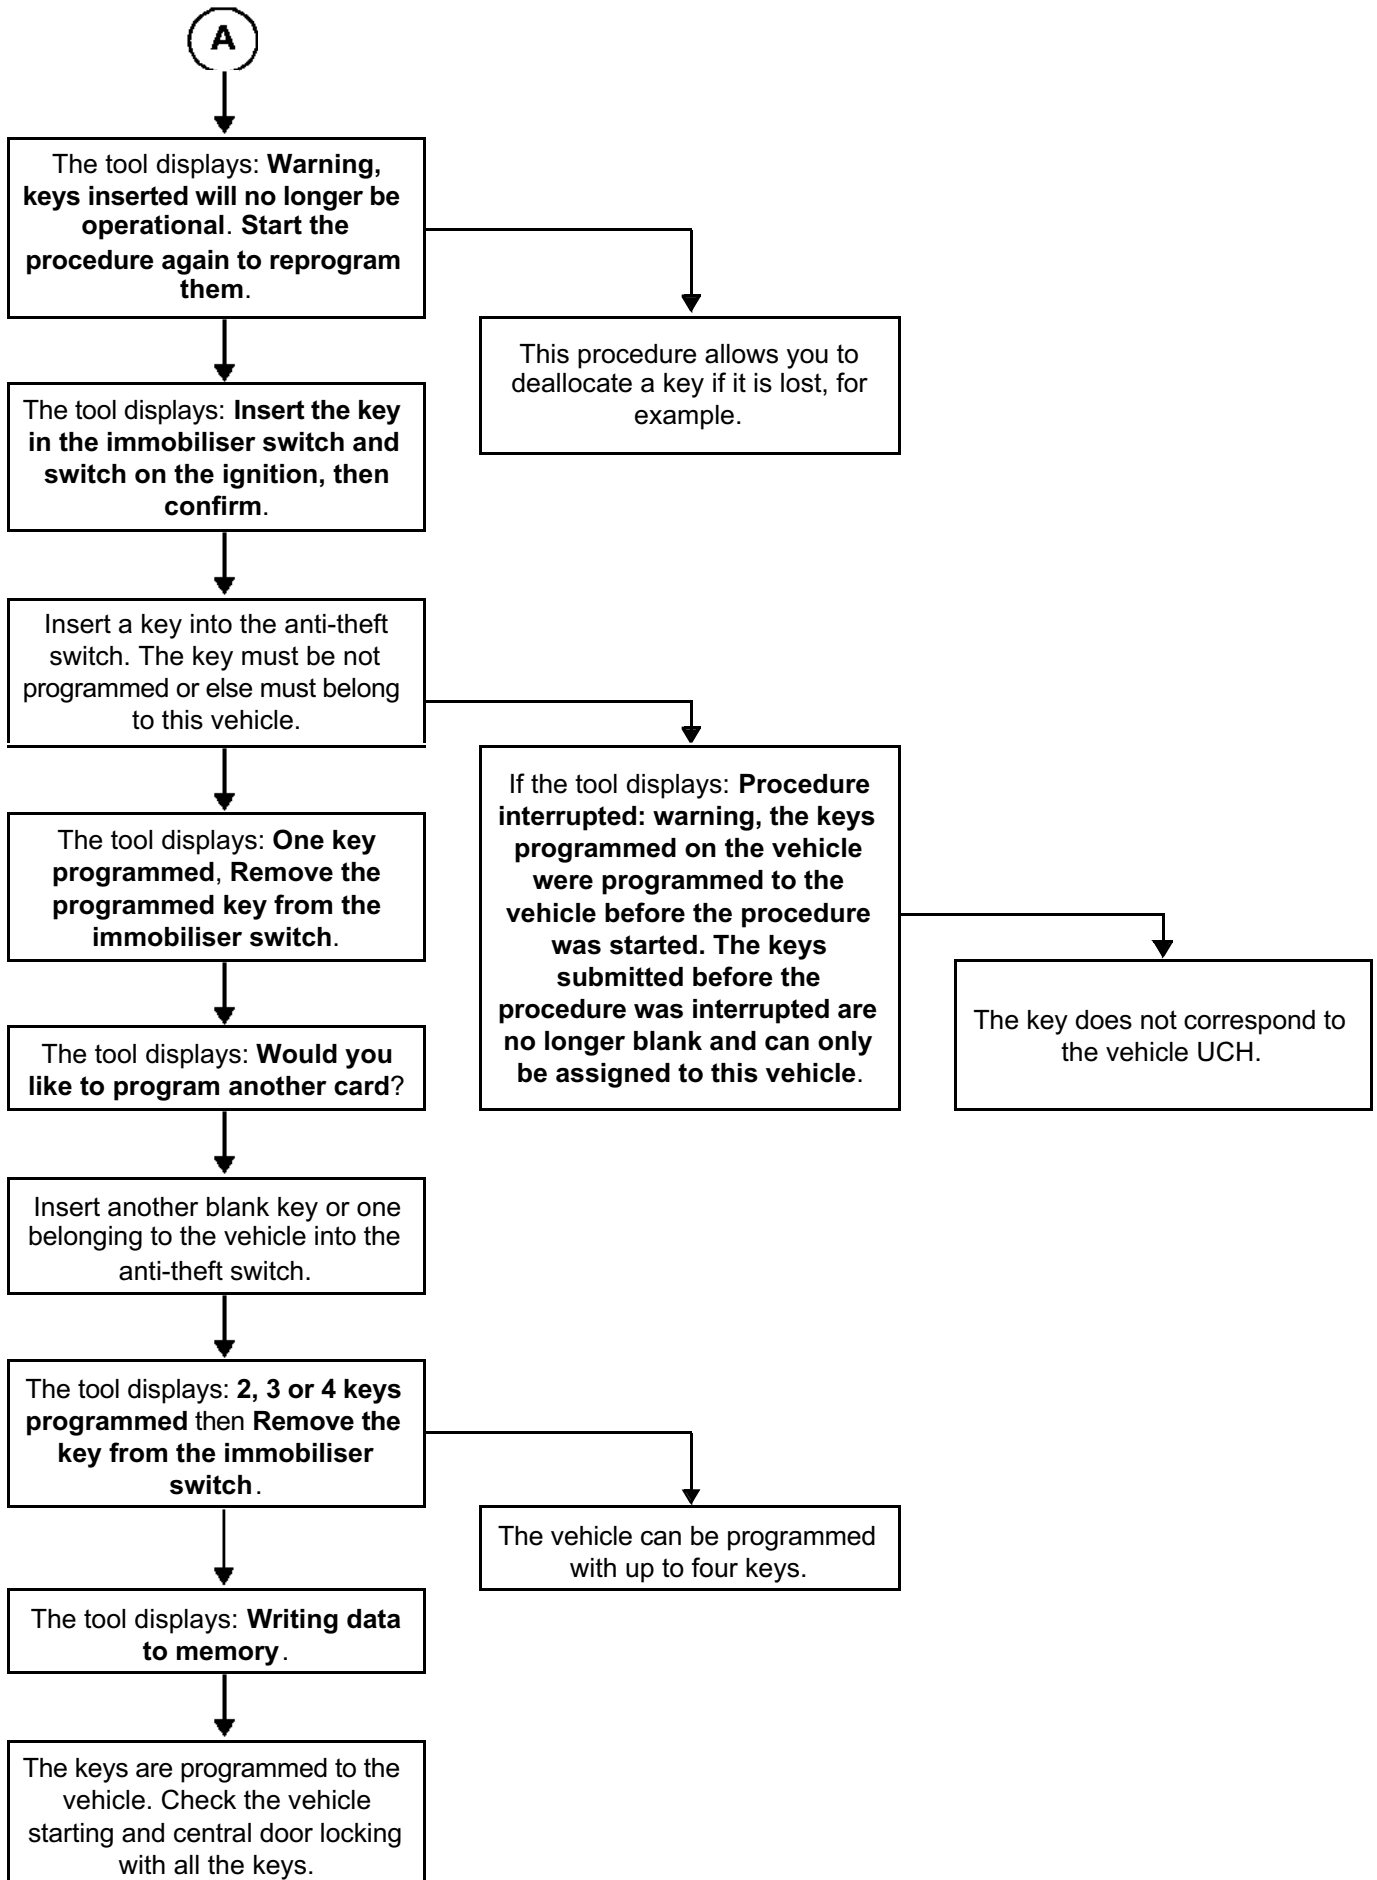 A
The tool displays: Warning,
keys inserted will no longer be
operational. Start the
procedure again to reprogram
them.
This procedure allows you to
deallocate a key if it is lost, for
example.
The tool displays: Insert the key
in the immobiliser switch and
switch on the ignition, then
confirm.
Insert a key into the anti-theft
switch. The key must be not
programmed or else must belong
to this vehicle.
If the tool displays: Procedure
interrupted: warning, the keys
programmed on the vehicle
were programmed to the
vehicle before the procedure
was started. The keys
submitted before the
procedure was interrupted are
no longer blank and can only
be assigned to this vehicle.
The key does not correspond to
the vehicle UCH.
The tool displays: One key
programmed, Remove the
programmed key from the
immobiliser switch.
The tool displays: Would you
like to program another card?
Insert another blank key or one
belonging to the vehicle into the
anti-theft switch.
The tool displays: 2, 3 or 4 keys
programmed then Remove the
key from the immobiliser
switch.
The vehicle can be programmed
with up to four keys.
The tool displays: Writing data
to memory.
The keys are programmed to the
vehicle. Check the vehicle
starting and central door locking
with all the keys.